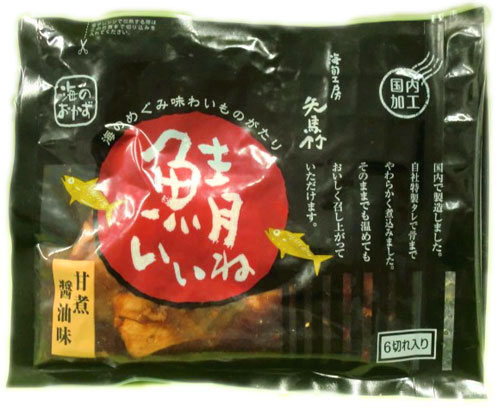 海の
おかず
海のめぐみ味わいものがたり
鯖
いいね
甘煮
醤油味
海旬工房
矢馬竹
国内
加工
国内で製造しました。
自社特製タレで骨まで
やわらかく煮込みました。
そのままでも温めても
おいしく召し上がって
いただけます。
6切れ入り